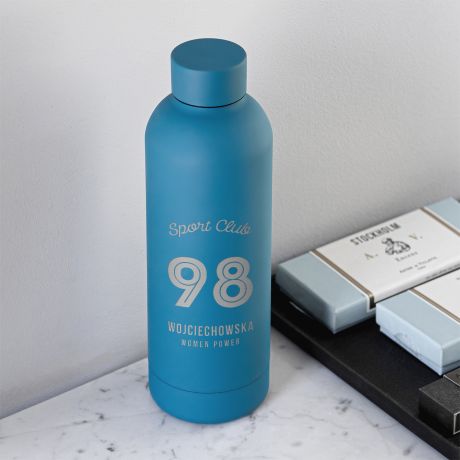 Sport Club
98
WOJCIECHOWSKA
WOMEN POWER
STOCKHOLM
A. V.